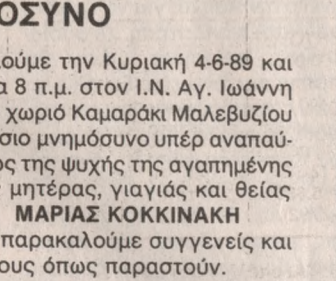 ΟΣΥΝΟ
ούμε την Κυριακή 4-6-89 και
α 8 π.μ. στον Ι.Ν. Αγ. Ιωάννη
χωριό Καμαράκι Μαλεβυζίου
σιο μνημόσυνο υπέρ αναπαύ-
ος της ψυχής της αγαπημένης
ς μητέρας, γιαγιάς και θείας
ΜΑΡΙΑΣ ΚΟΚΚΙΝΑΚΗ
παρακαλούμε συγγενείς και
ους όπως παραστούν.